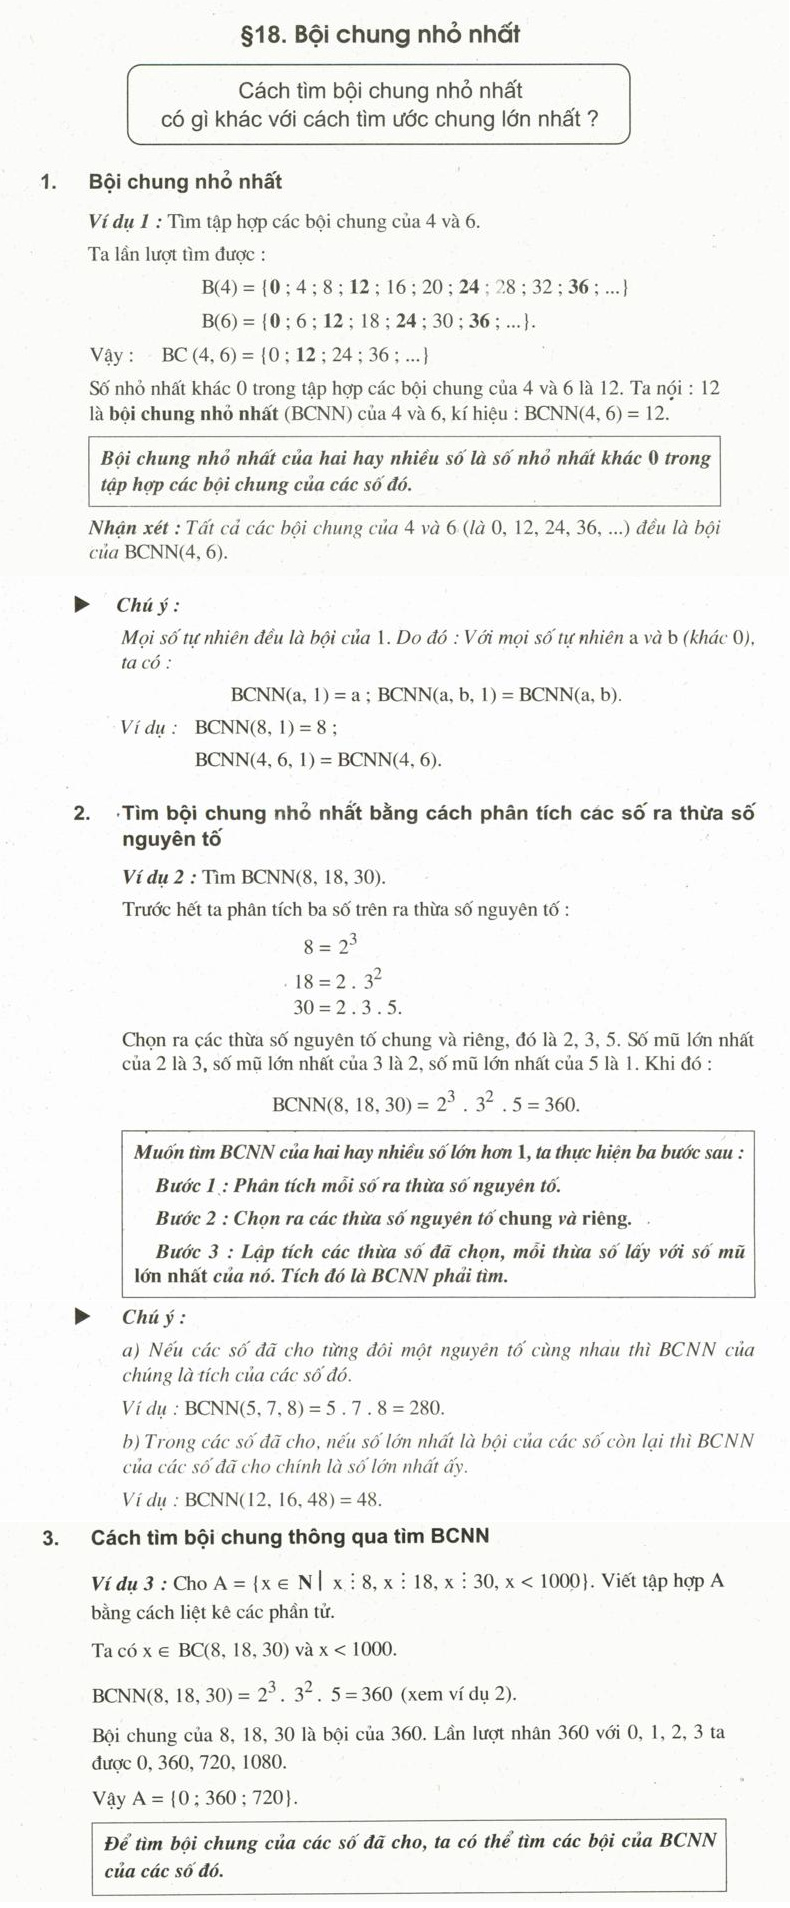 §18. Bội chung nhỏ nhất
Cách tìm bội chung nhỏ nhất
có gì khác với cách tìm ước chung lớn nhất ?
1. Bội chung nhỏ nhất
Ví dụ 1 : Tìm tập hợp các bội chung của 4 và 6.
Ta lần lượt tìm được :
B(4) = {0 ; 4 ; 8 ; 12 ; 16 ; 20 ; 24 ; 28 ; 32 ; 36 ; ...}
B(6) = {0 ; 6 ; 12 ; 18 ; 24 ; 30 ; 36 ; ...}.
Vậy : BC (4, 6) = {0 ; 12 ; 24 ; 36 ; ...}
Số nhỏ nhất khác 0 trong tập hợp các bội chung của 4 và 6 là 12. Ta nói : 12
là bội chung nhỏ nhất (BCNN) của 4 và 6, kí hiệu : BCNN(4, 6) = 12.
Bội chung nhỏ nhất của hai hay nhiều số là số nhỏ nhất khác 0 trong
tập hợp các bội chung của các số đó.
Nhận xét : Tất cả các bội chung của 4 và 6 (là 0, 12, 24, 36, ...) đều là bội
của BCNN(4, 6).
▶ Chú ý :
Mọi số tự nhiên đều là bội của 1. Do đó : Với mọi số tự nhiên a và b (khác 0),
ta có :
BCNN(a, 1) = a ; BCNN(a, b, 1) = BCNN(a, b).
Ví dụ : BCNN(8, 1) = 8 ;
BCNN(4, 6, 1) = BCNN(4, 6).
2. Tìm bội chung nhỏ nhất bằng cách phân tích các số ra thừa số
nguyên tố
Ví dụ 2 : Tìm BCNN(8, 18, 30).
Trước hết ta phân tích ba số trên ra thừa số nguyên tố :
8 = 2³
18 = 2 . 3²
30 = 2 . 3 . 5.
Chọn ra các thừa số nguyên tố chung và riêng, đó là 2, 3, 5. Số mũ lớn nhất
của 2 là 3, số mũ lớn nhất của 3 là 2, số mũ lớn nhất của 5 là 1. Khi đó :
BCNN(8, 18, 30) = 2³ . 3² . 5 = 360.
Muốn tìm BCNN của hai hay nhiều số lớn hơn 1, ta thực hiện ba bước sau :
Bước 1 : Phân tích mỗi số ra thừa số nguyên tố.
Bước 2 : Chọn ra các thừa số nguyên tố chung và riêng.
Bước 3 : Lập tích các thừa số đã chọn, mỗi thừa số lấy với số mũ
lớn nhất của nó. Tích đó là BCNN phải tìm.
▶ Chú ý :
a) Nếu các số đã cho từng đôi một nguyên tố cùng nhau thì BCNN của
chúng là tích của các số đó.
Ví dụ : BCNN(5, 7, 8) = 5 . 7 . 8 = 280.
b) Trong các số đã cho, nếu số lớn nhất là bội của các số còn lại thì BCNN
của các số đã cho chính là số lớn nhất ấy.
Ví dụ : BCNN(12, 16, 48) = 48.
3. Cách tìm bội chung thông qua tìm BCNN
Ví dụ 3 : Cho A = {x ∈ N | x ⋮ 8, x ⋮ 18, x ⋮ 30, x < 1000}. Viết tập hợp A
bằng cách liệt kê các phần tử.
Ta có x ∈ BC(8, 18, 30) và x < 1000.
BCNN(8, 18, 30) = 2³ . 3² . 5 = 360 (xem ví dụ 2).
Bội chung của 8, 18, 30 là bội của 360. Lần lượt nhân 360 với 0, 1, 2, 3 ta
được 0, 360, 720, 1080.
Vậy A = {0 ; 360 ; 720}.
Để tìm bội chung của các số đã cho, ta có thể tìm các bội của BCNN
của các số đó.